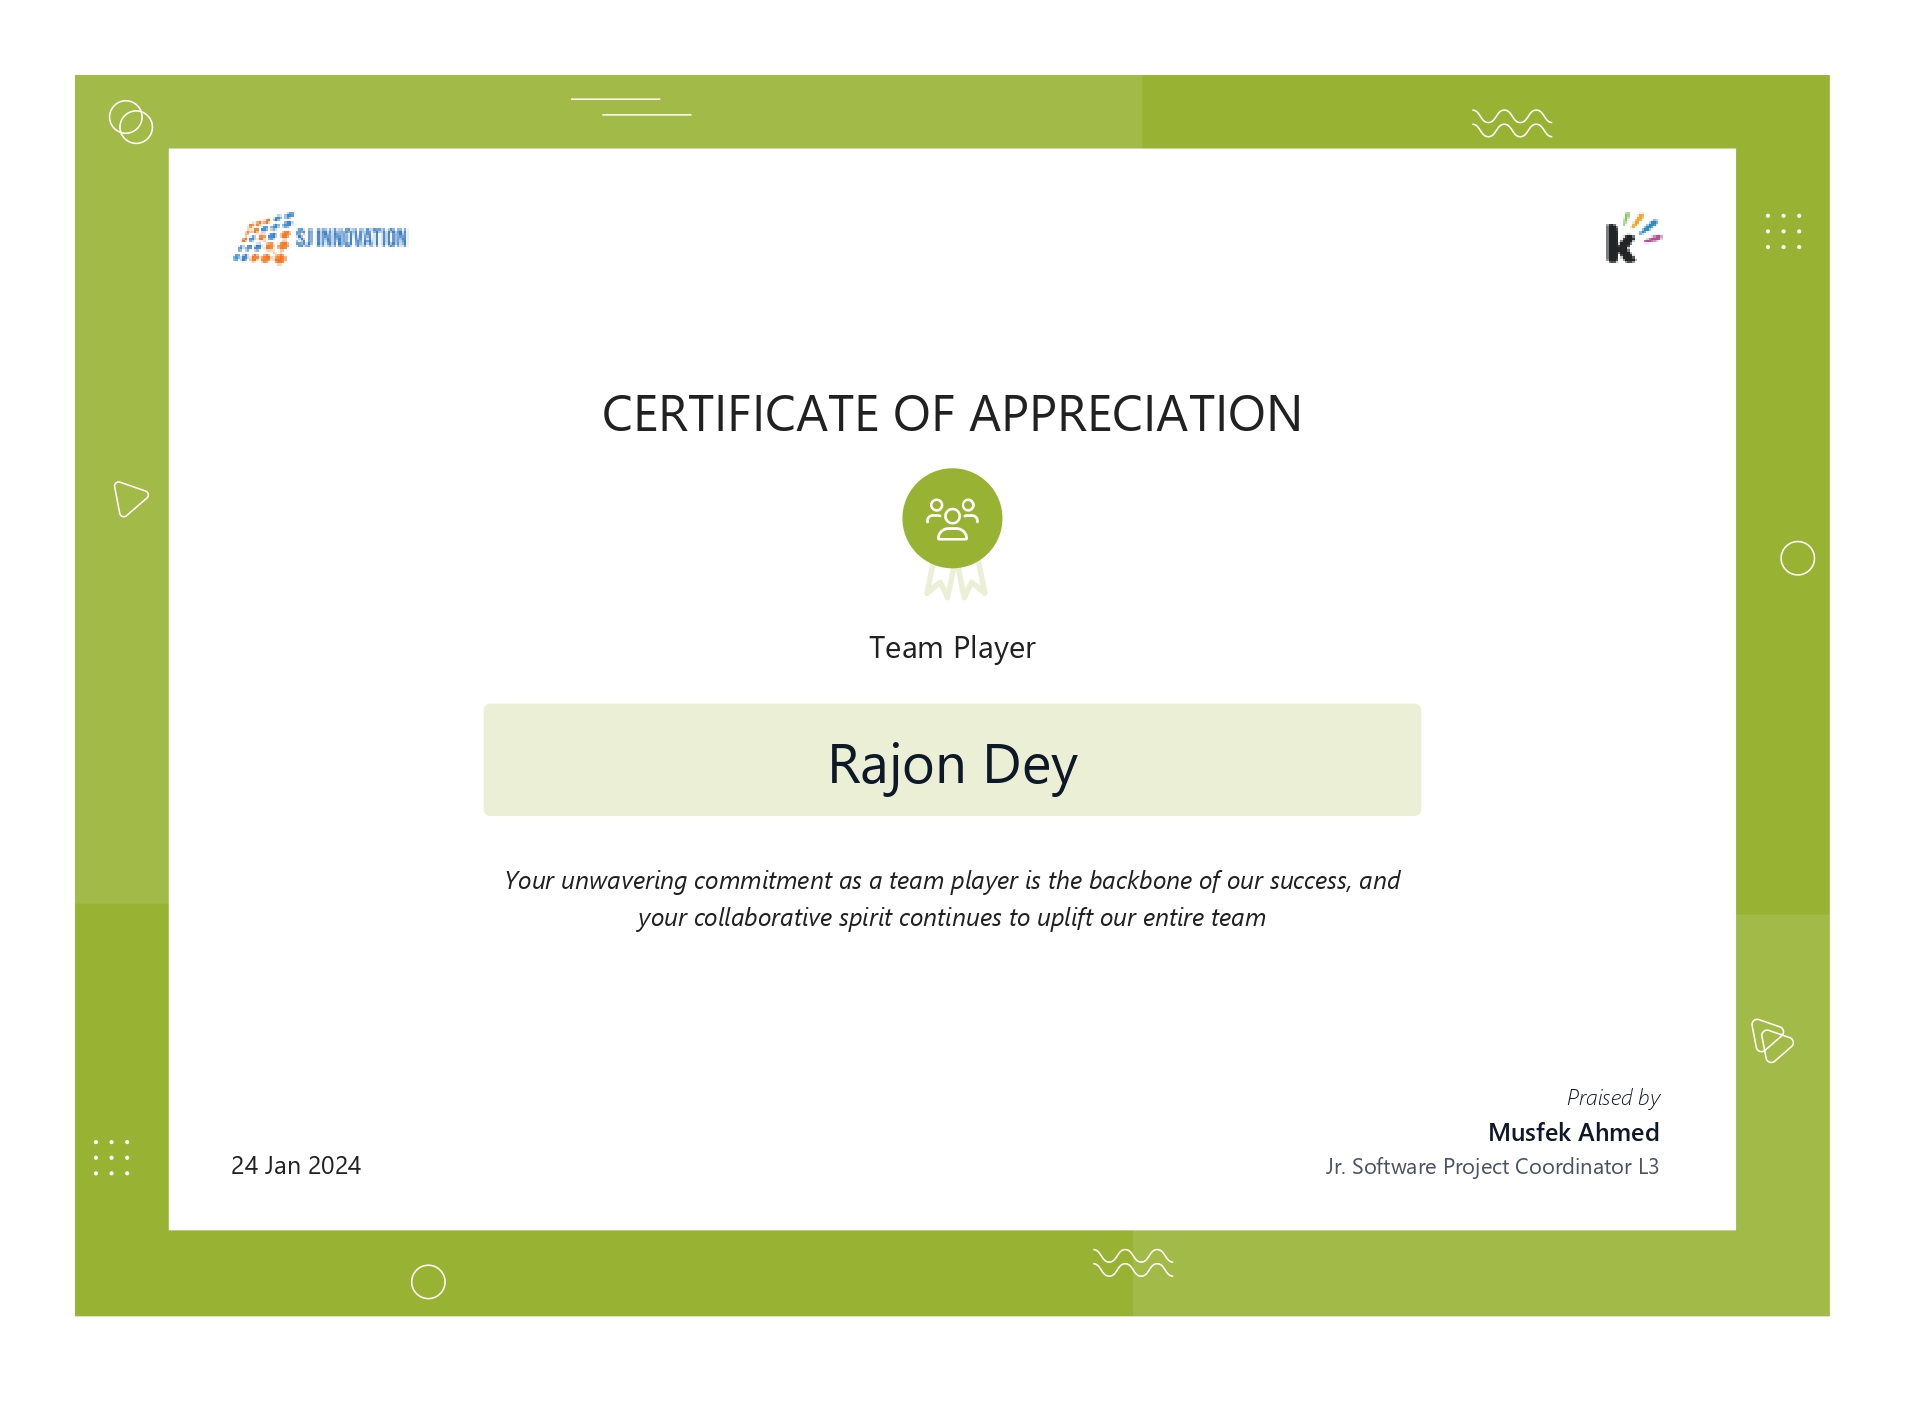 SJ INNOVATION
k
CERTIFICATE OF APPRECIATION
Team Player
Rajon Dey
Your unwavering commitment as a team player is the backbone of our success, and
your collaborative spirit continues to uplift our entire team
Praised by
Musfek Ahmed
24 Jan 2024
Jr. Software Project Coordinator L3